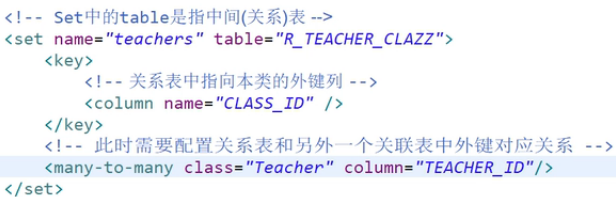 <!-- Set中的table是指中间(关系)表 -->
<set name="teachers" table="R_TEACHER_CLAZZ">
    <key>
        <!-- 关系表中指向本类的外键列 -->
        <column name="CLASS_ID" />
    </key>
    <!-- 此时需要配置关系表和另外一个关联表中外键对应关系 -->
    <many-to-many class="Teacher" column="TEACHER_ID"/>
</set>